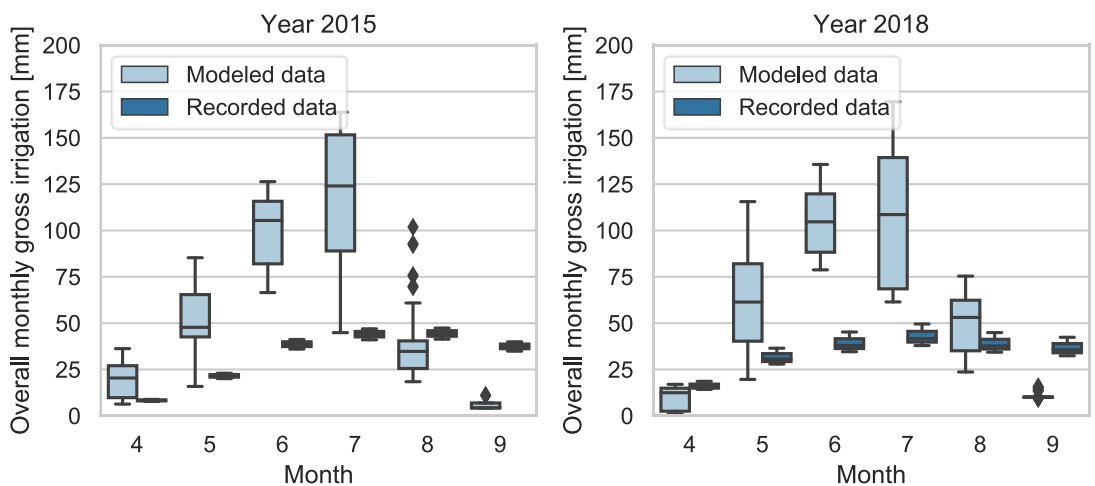 Year 2015
Overall monthly gross irrigation [mm]
200
175
150
125
100
75
50
25
0
Modeled data
Recorded data
4 5 6 7 8 9
Month
Year 2018
Overall monthly gross irrigation [mm]
200
175
150
125
100
75
50
25
0
Modeled data
Recorded data
4 5 6 7 8 9
Month